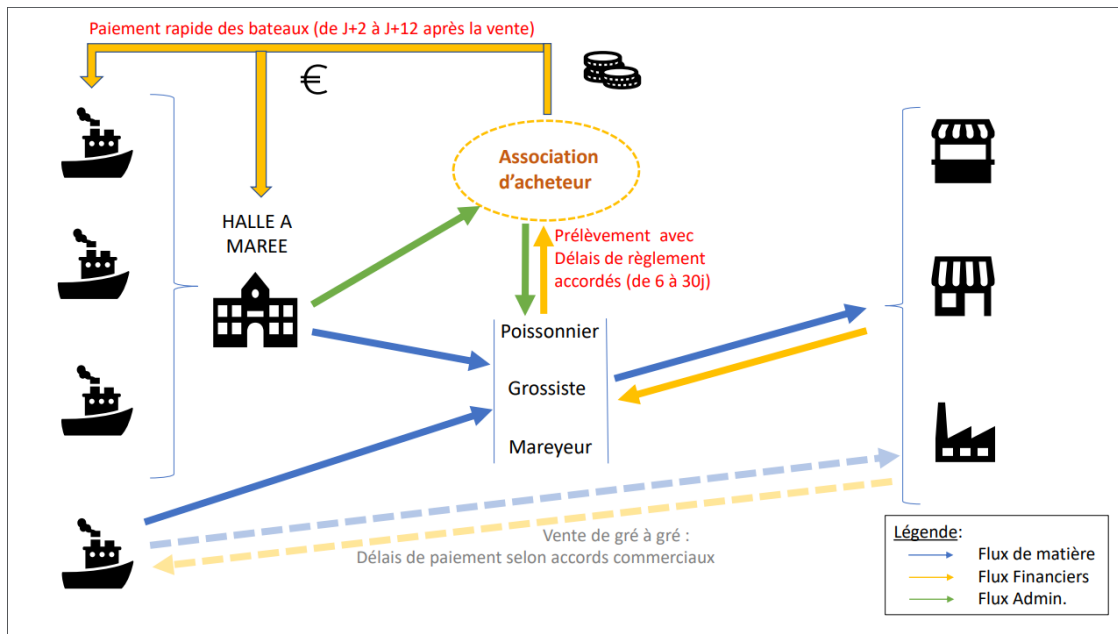 Paiement rapide des bateaux (de J+2 à J+12 après la vente)
€
Association
d’acheteur
HALLE A
MAREE
Prélèvement avec
Délais de règlement
accordés (de 6 à 30j)
Poissonnier
Grossiste
Mareyeur
Vente de gré à gré :
Délais de paiement selon accords commerciaux
Légende:
Flux de matière
Flux Financiers
Flux Admin.